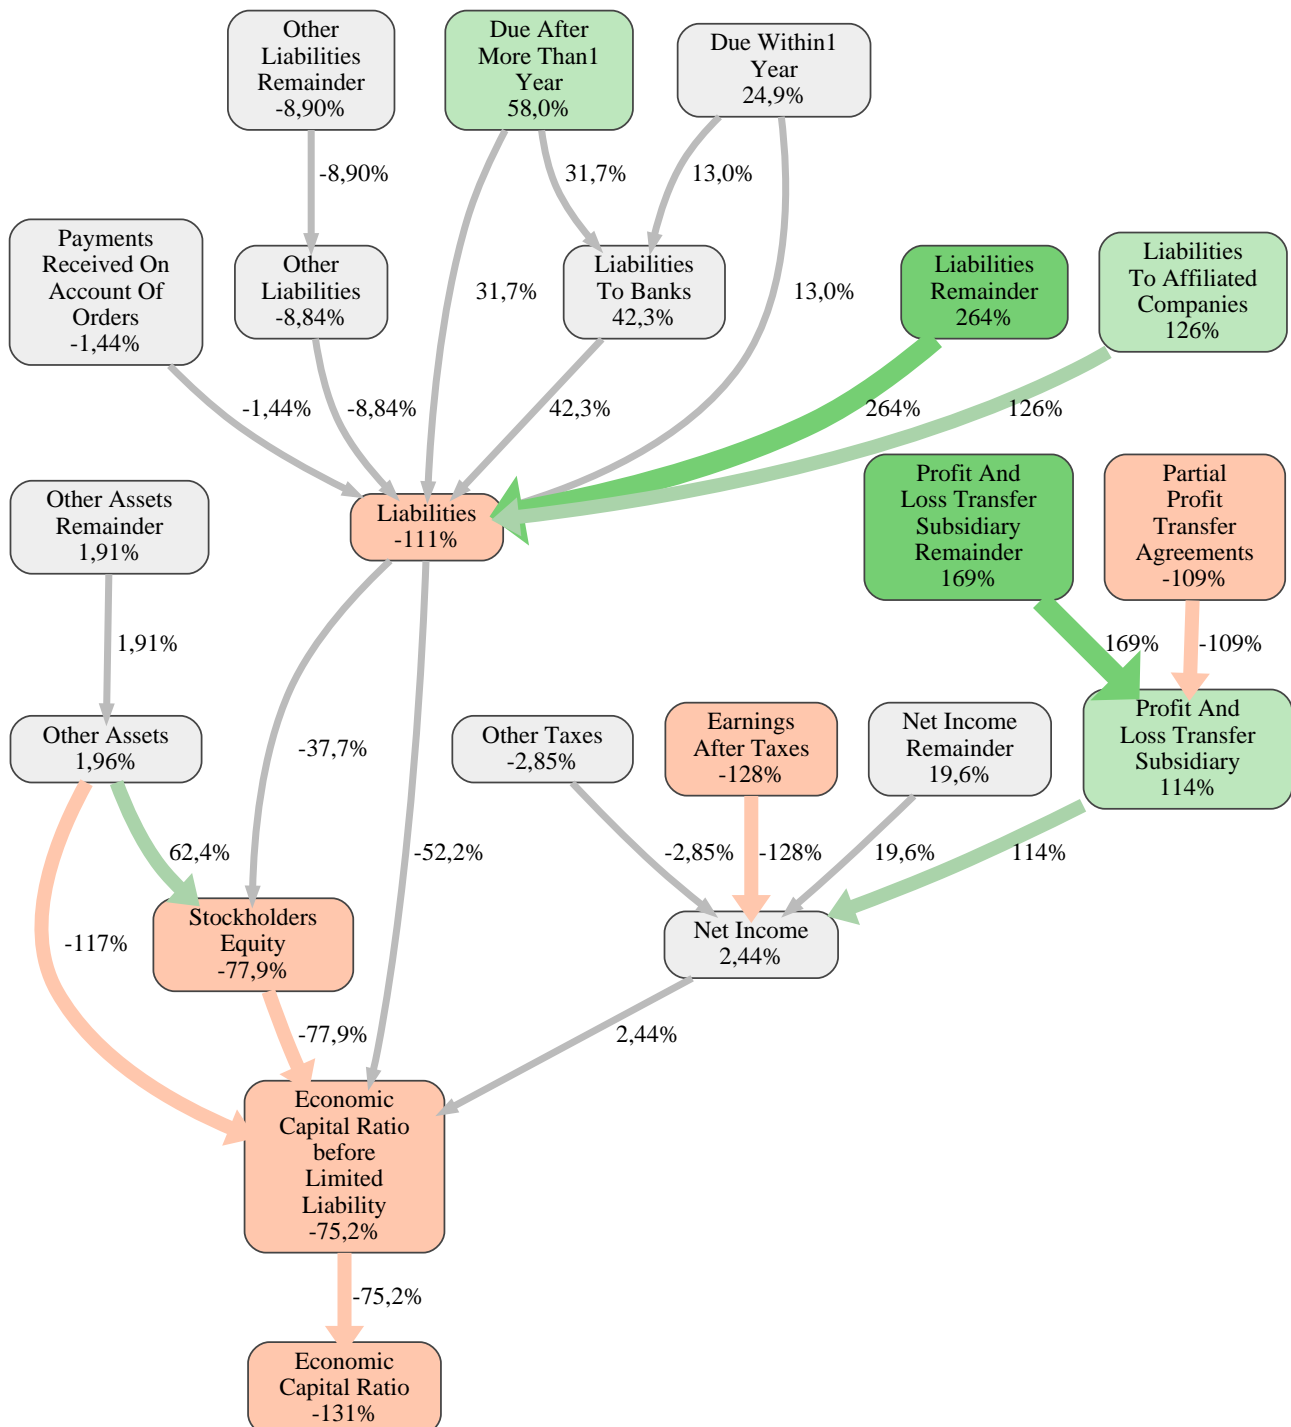 Other
Liabilities
Remainder
-8,90%
Due After
More Than1
Year
58,0%
Due Within1
Year
24,9%
-8,90%
31,7%
13,0%
Payments
Received On
Account Of
Orders
-1,44%
Other
Liabilities
-8,84%
31,7%
Liabilities
To Banks
42,3%
13,0%
Liabilities
Remainder
264%
Liabilities
To Affiliated
Companies
126%
-1,44%
-8,84%
42,3%
264%
126%
Other Assets
Remainder
1,91%
Liabilities
-111%
Profit And
Loss Transfer
Subsidiary
Remainder
169%
Partial
Profit
Transfer
Agreements
-109%
1,91%
169%
-109%
Other Assets
1,96%
-37,7%
Other Taxes
-2,85%
Earnings
After Taxes
-128%
Net Income
Remainder
19,6%
Profit And
Loss Transfer
Subsidiary
114%
62,4%
-52,2%
-2,85%
-128%
19,6%
114%
-117%
Stockholders
Equity
-77,9%
Net Income
2,44%
-77,9%
2,44%
Economic
Capital Ratio
before
Limited
Liability
-75,2%
-75,2%
Economic
Capital Ratio
-131%